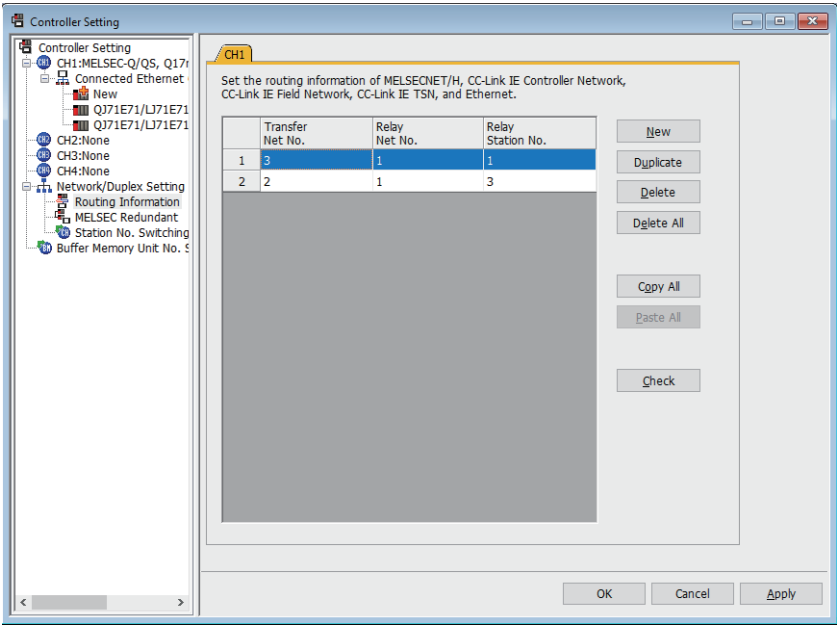 Controller Setting
Controller Setting
CH1:MELSEC-Q/QS, Q17n
Connected Ethernet
New
QJ71E71/LJ71E71
QJ71E71/LJ71E71
CH2:None
CH3:None
CH4:None
Network/Duplex Setting
Routing Information
MELSEC Redundant
Station No. Switching
Buffer Memory Unit No. S
CH1
Set the routing information of MELSECNET/H, CC-Link IE Controller Network,
CC-Link IE Field Network, CC-Link IE TSN, and Ethernet.
Transfer Net No. Relay Net No. Relay Station No.
1 3 1 1
2 2 1 3
New
Duplicate
Delete
Delete All
Copy All
Paste All
Check
OK Cancel Apply